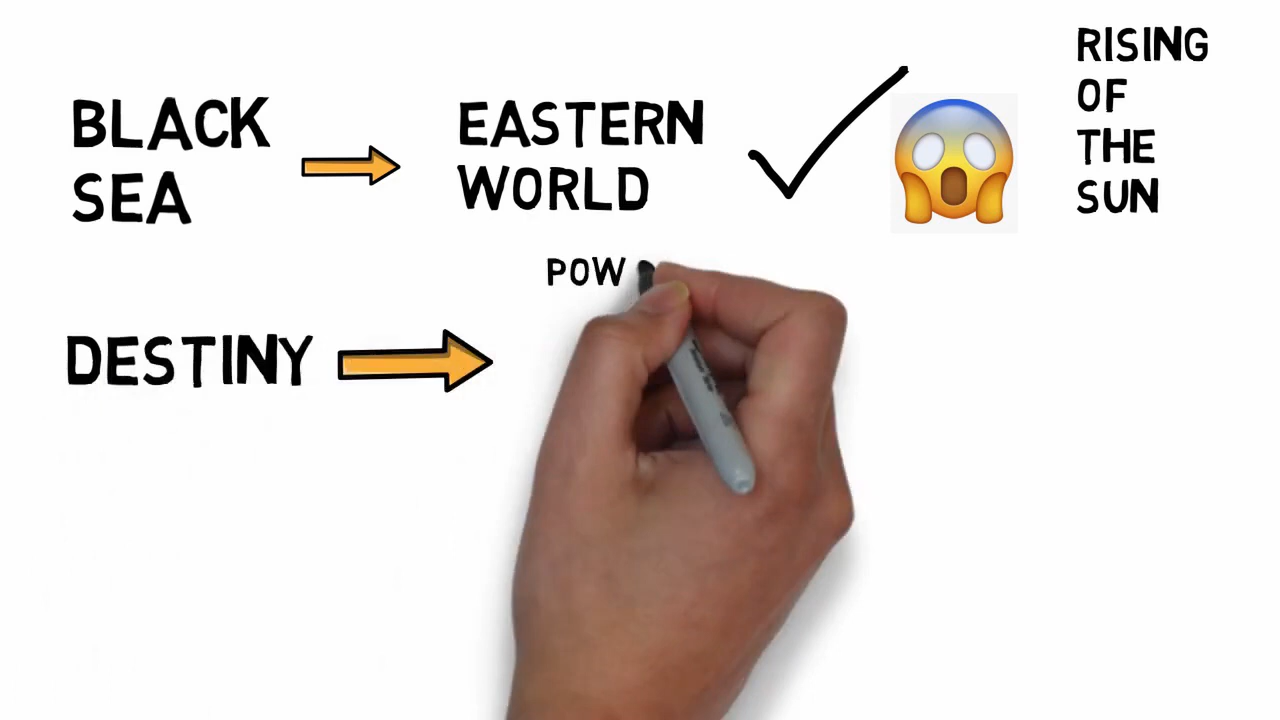 BLACK
SEA
EASTERN
WORLD
RISING
OF
THE
SUN
POW
DESTINY